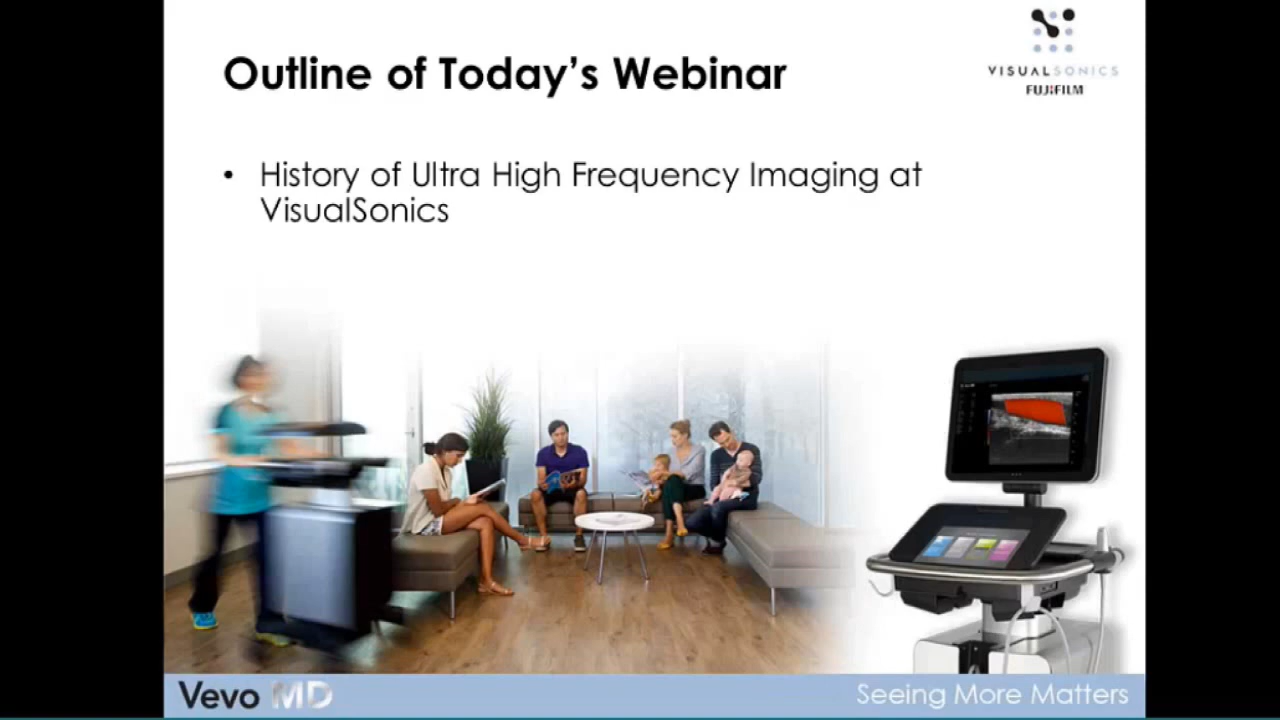 Outline of Today’s Webinar
VISUALSONICS
FUJIFILM
• History of Ultra High Frequency Imaging at
VisualSonics
Vevo MD
Seeing More Matters